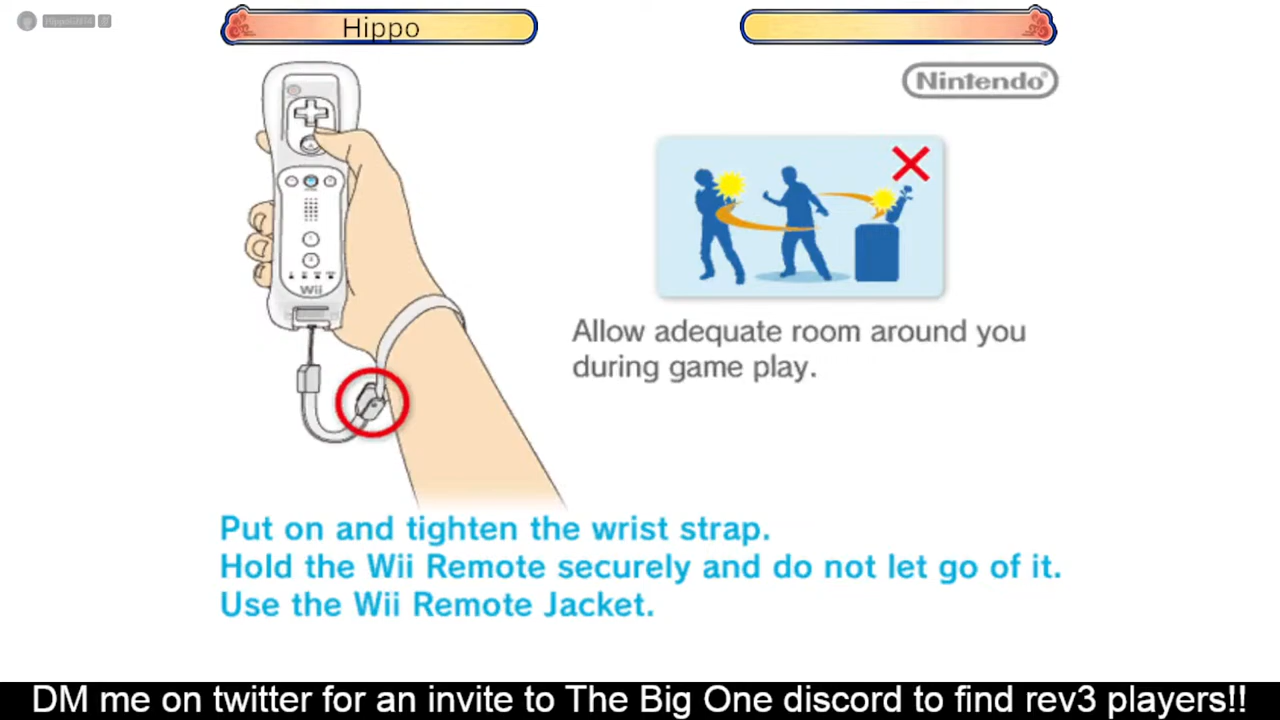 Hippo
Nintendo®
Wii
Allow adequate room around you
during game play.
Put on and tighten the wrist strap.
Hold the Wii Remote securely and do not let go of it.
Use the Wii Remote Jacket.
DM me on twitter for an invite to The Big One discord to find rev3 players!!